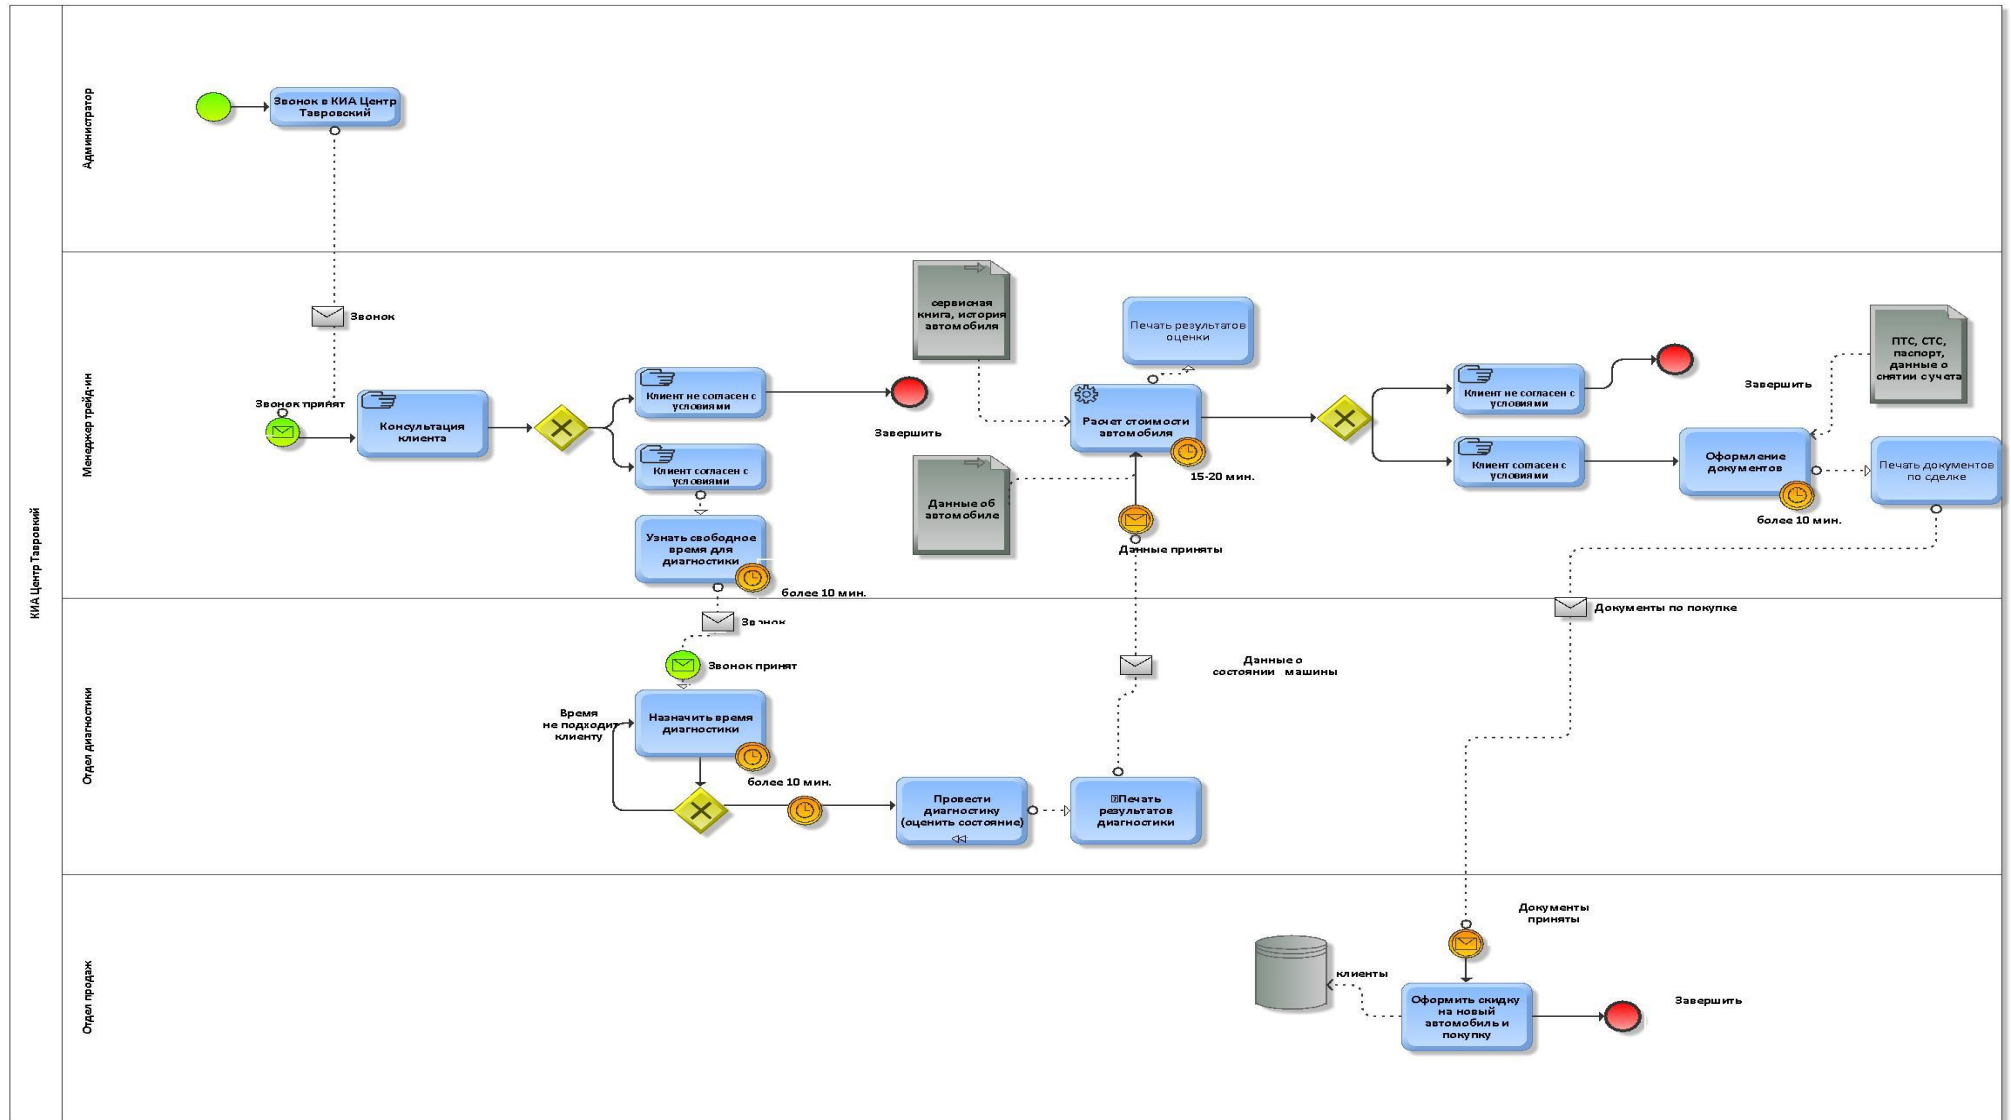 КИА Центр Тавровкий
Администратор
Звонок в КИА Центр
Тавровский
Менеджер трейд-ин
Звонок
Звонок принят
Консультация
клиента
Клиент не согласен с
условиями
Завершить
Клиент согласен с
условиями
Узнать свободное
время для
диагностики
более 10 мин.
сервисная
книга, история
автомобиля
Данные об
автомобиле
Печать результатов
оценки
Расчет стоимости
автомобиля
15-20 мин.
Данные приняты
Клиент не согласен с
условиями
Завершить
Клиент согласен с
условиями
Оформление
документов
более 10 мин.
ПТС, СТС,
паспорт,
данные о
снятии с учета
Печать документов
по сделке
Отдел диагностики
Звонок
Звонок принят
Время
не подходит
клиенту
Назначить время
диагностики
более 10 мин.
Провести
диагностику
(оценить состояние)
Печать
результатов
диагностики
Данные о
состоянии машины
Документы по покупке
Отдел продаж
Документы
приняты
клиенты
Оформить скидку
на новый
автомобиль и
покупку
Завершить